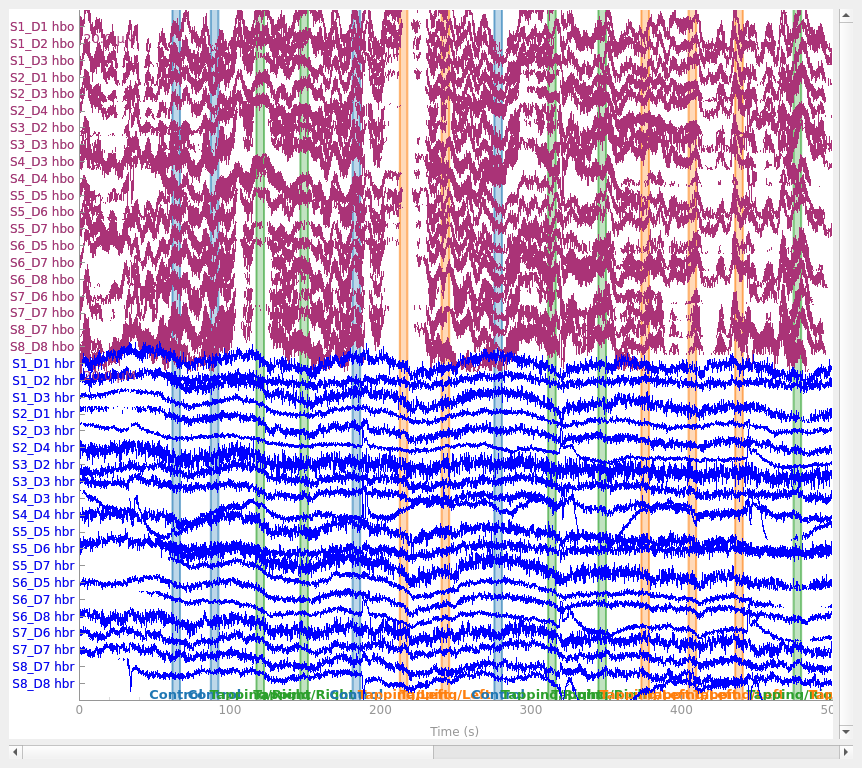 S1_D1 hbo
S1_D2 hbo
S1_D3 hbo
S2_D1 hbo
S2_D3 hbo
S2_D4 hbo
S3_D2 hbo
S3_D3 hbo
S4_D3 hbo
S4_D4 hbo
S5_D5 hbo
S5_D6 hbo
S5_D7 hbo
S6_D5 hbo
S6_D7 hbo
S6_D8 hbo
S7_D6 hbo
S7_D7 hbo
S8_D7 hbo
S8_D8 hbo
S1_D1 hbr
S1_D2 hbr
S1_D3 hbr
S2_D1 hbr
S2_D3 hbr
S2_D4 hbr
S3_D2 hbr
S3_D3 hbr
S4_D3 hbr
S4_D4 hbr
S5_D5 hbr
S5_D6 hbr
S5_D7 hbr
S6_D5 hbr
S6_D7 hbr
S6_D8 hbr
S7_D6 hbr
S7_D7 hbr
S8_D7 hbr
S8_D8 hbr
Control
0 100 200 300 400 50
Time (s)